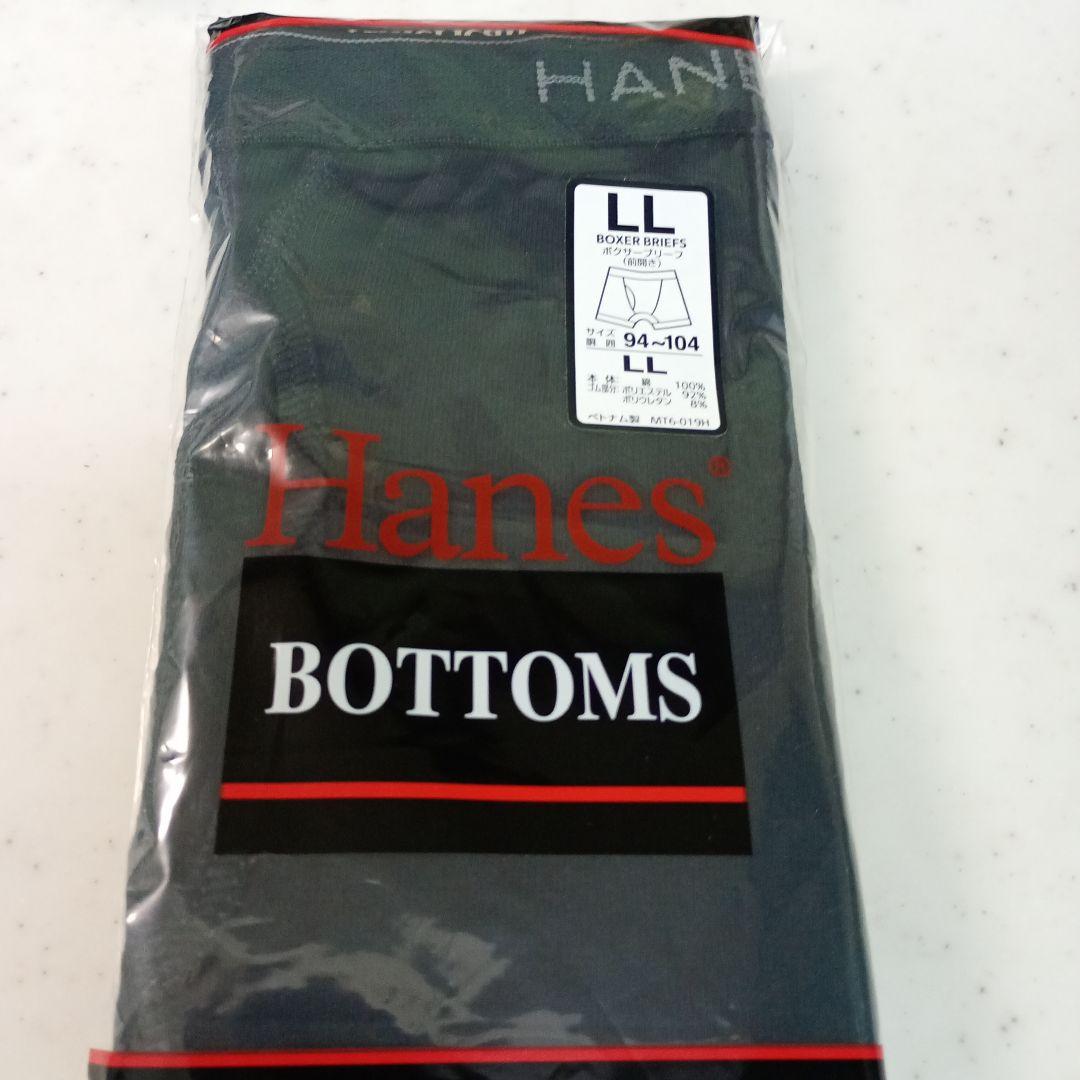 HANE
LL
BOXER BRIEFS
ボクサーブリーフ
(前開き)
サイズ
胴囲 94~104
LL
本体: 綿 100%
ゴム部分: ポリエステル 92%
ポリウレタン 8%
ベトナム製 MT6-019H
Hanes®
BOTTOMS